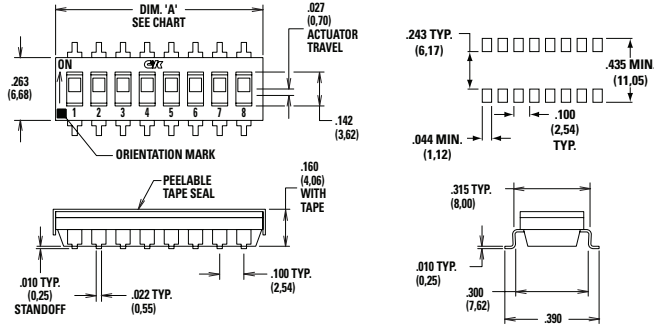 DIM. 'A'
SEE CHART
.027
(0,70)
ACTUATOR
TRAVEL
.263
(6,68)
ON
1 2 3 4 5 6 7 8
.142
(3,62)
ORIENTATION MARK
.243 TYP.
(6,17)
.435 MIN.
(11,05)
.044 MIN.
(1,12)
.100
(2,54)
TYP.
PEELABLE
TAPE SEAL
.160
(4,06)
WITH
TAPE
.010 TYP.
(0,25)
STANDOFF
.022 TYP.
(0,55)
.100 TYP.
(2,54)
.315 TYP.
(8,00)
.010 TYP.
(0,25)
.300
(7,62)
.390